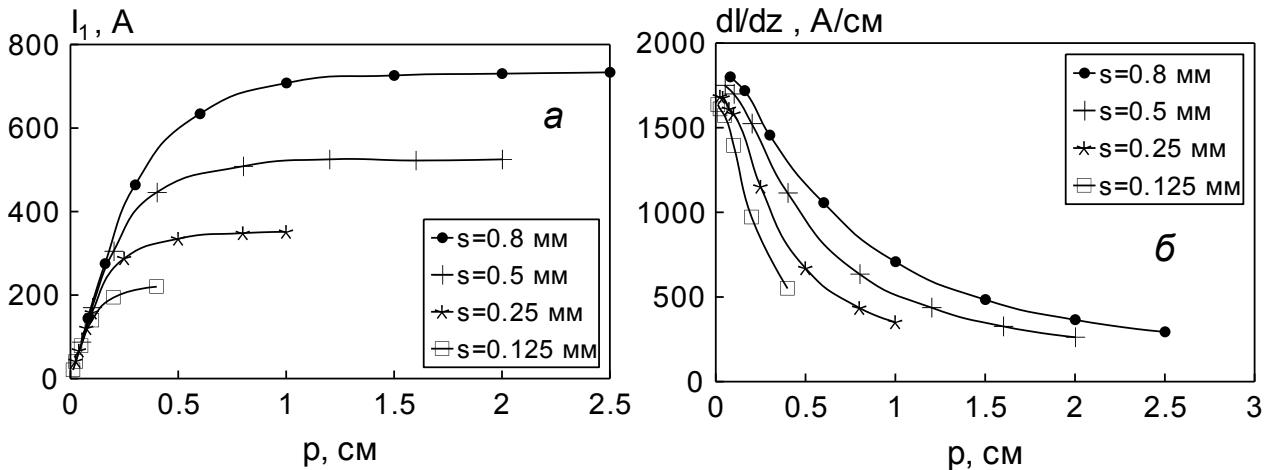 I₁, А
800
600
400
200
0
0 0.5 1 1.5 2 2.5
р, см
а
s=0.8 мм
s=0.5 мм
s=0.25 мм
s=0.125 мм
dI/dz , А/см
2000
1500
1000
500
0
0 0.5 1 1.5 2 2.5 3
р, см
б
s=0.8 мм
s=0.5 мм
s=0.25 мм
s=0.125 мм